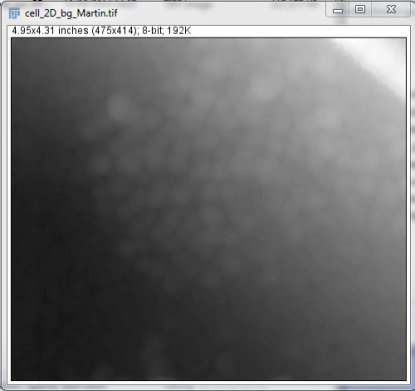 cell_2D_bg_Martin.tif
4.95x4.31 inches (475x414); 8-bit; 192K